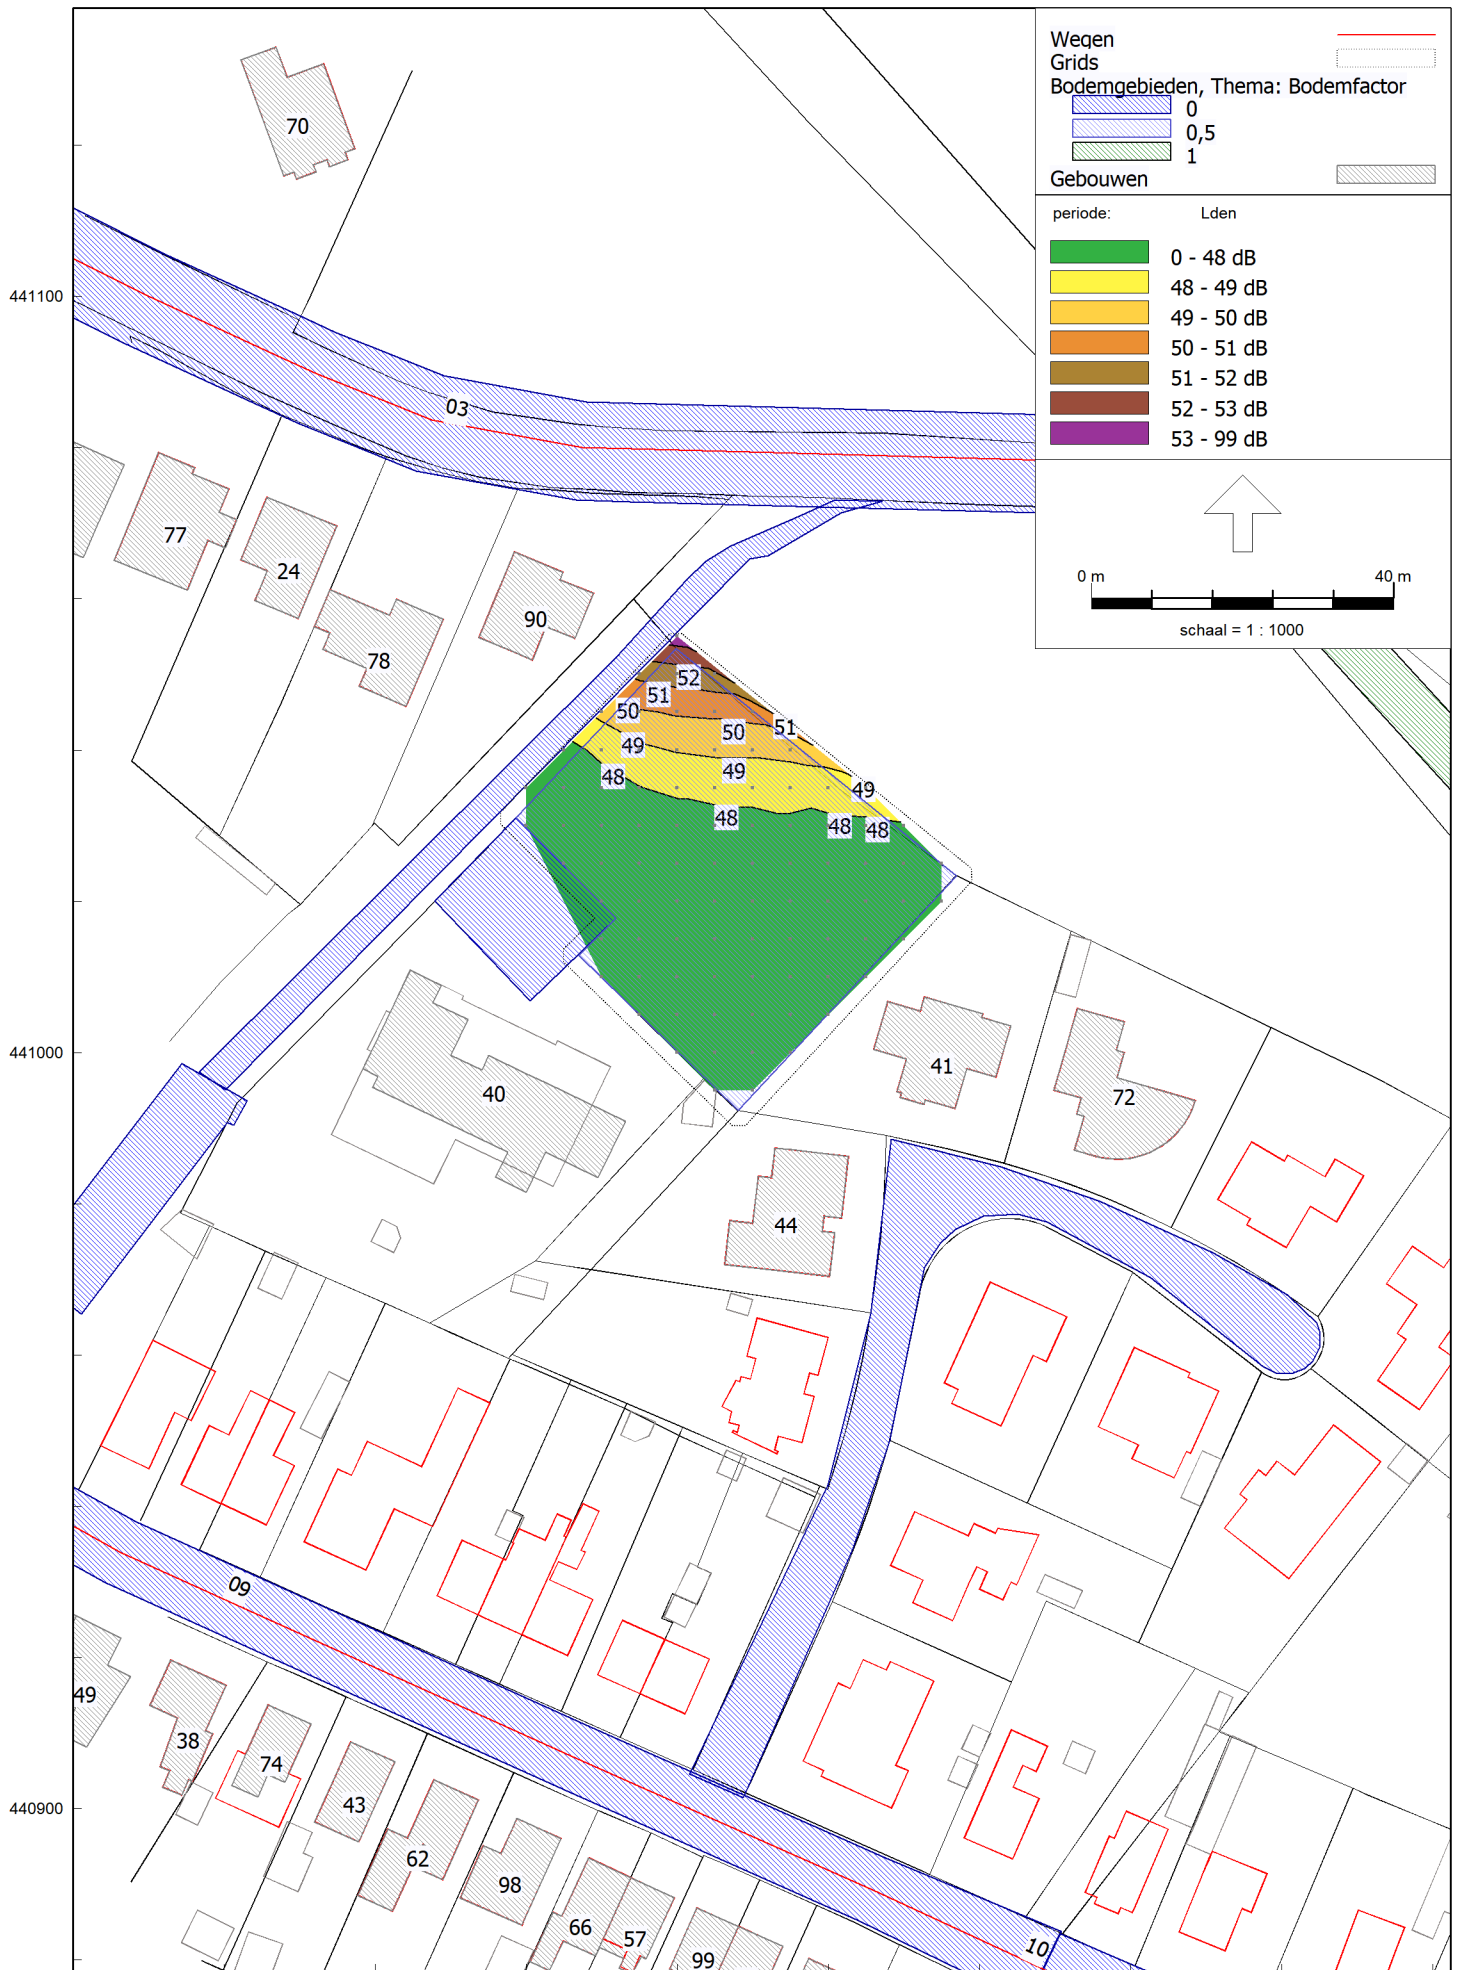 Wegen
Grids
Bodemgebieden, Thema: Bodemfactor
0
0,5
1
Gebouwen
periode: Lden
0 - 48 dB
48 - 49 dB
49 - 50 dB
50 - 51 dB
51 - 52 dB
52 - 53 dB
53 - 99 dB
0 m 40 m
schaal = 1 : 1000
70
441100
03
77
24
90
78
52
51
50
51
50
49
49
48
49
48
48
48
441000
41
40
72
44
09
49
38
74
43
440900
62
98
66
57
99
10